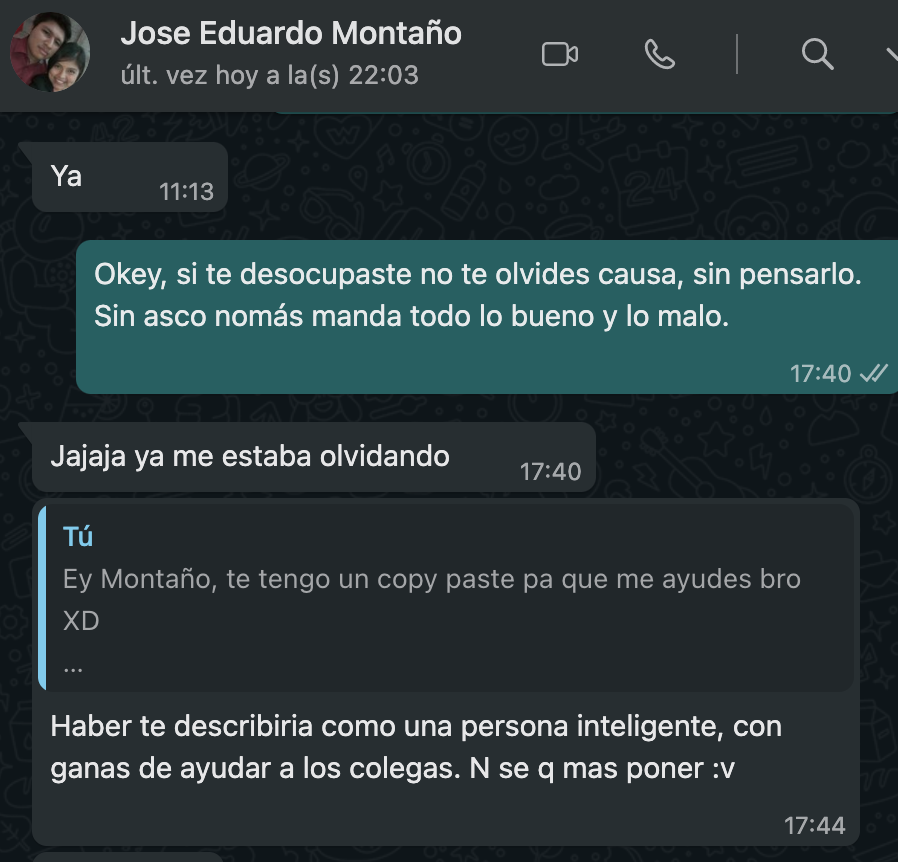 Jose Eduardo Montaño
últ. vez hoy a la(s) 22:03
Ya
11:13
Okey, si te desocupaste no te olvides causa, sin pensarlo.
Sin asco nomás manda todo lo bueno y lo malo.
17:40
Jajaja ya me estaba olvidando
17:40
Tú
Ey Montaño, te tengo un copy paste pa que me ayudes bro
XD
...
Haber te describiria como una persona inteligente, con
ganas de ayudar a los colegas. N se q mas poner :v
17:44